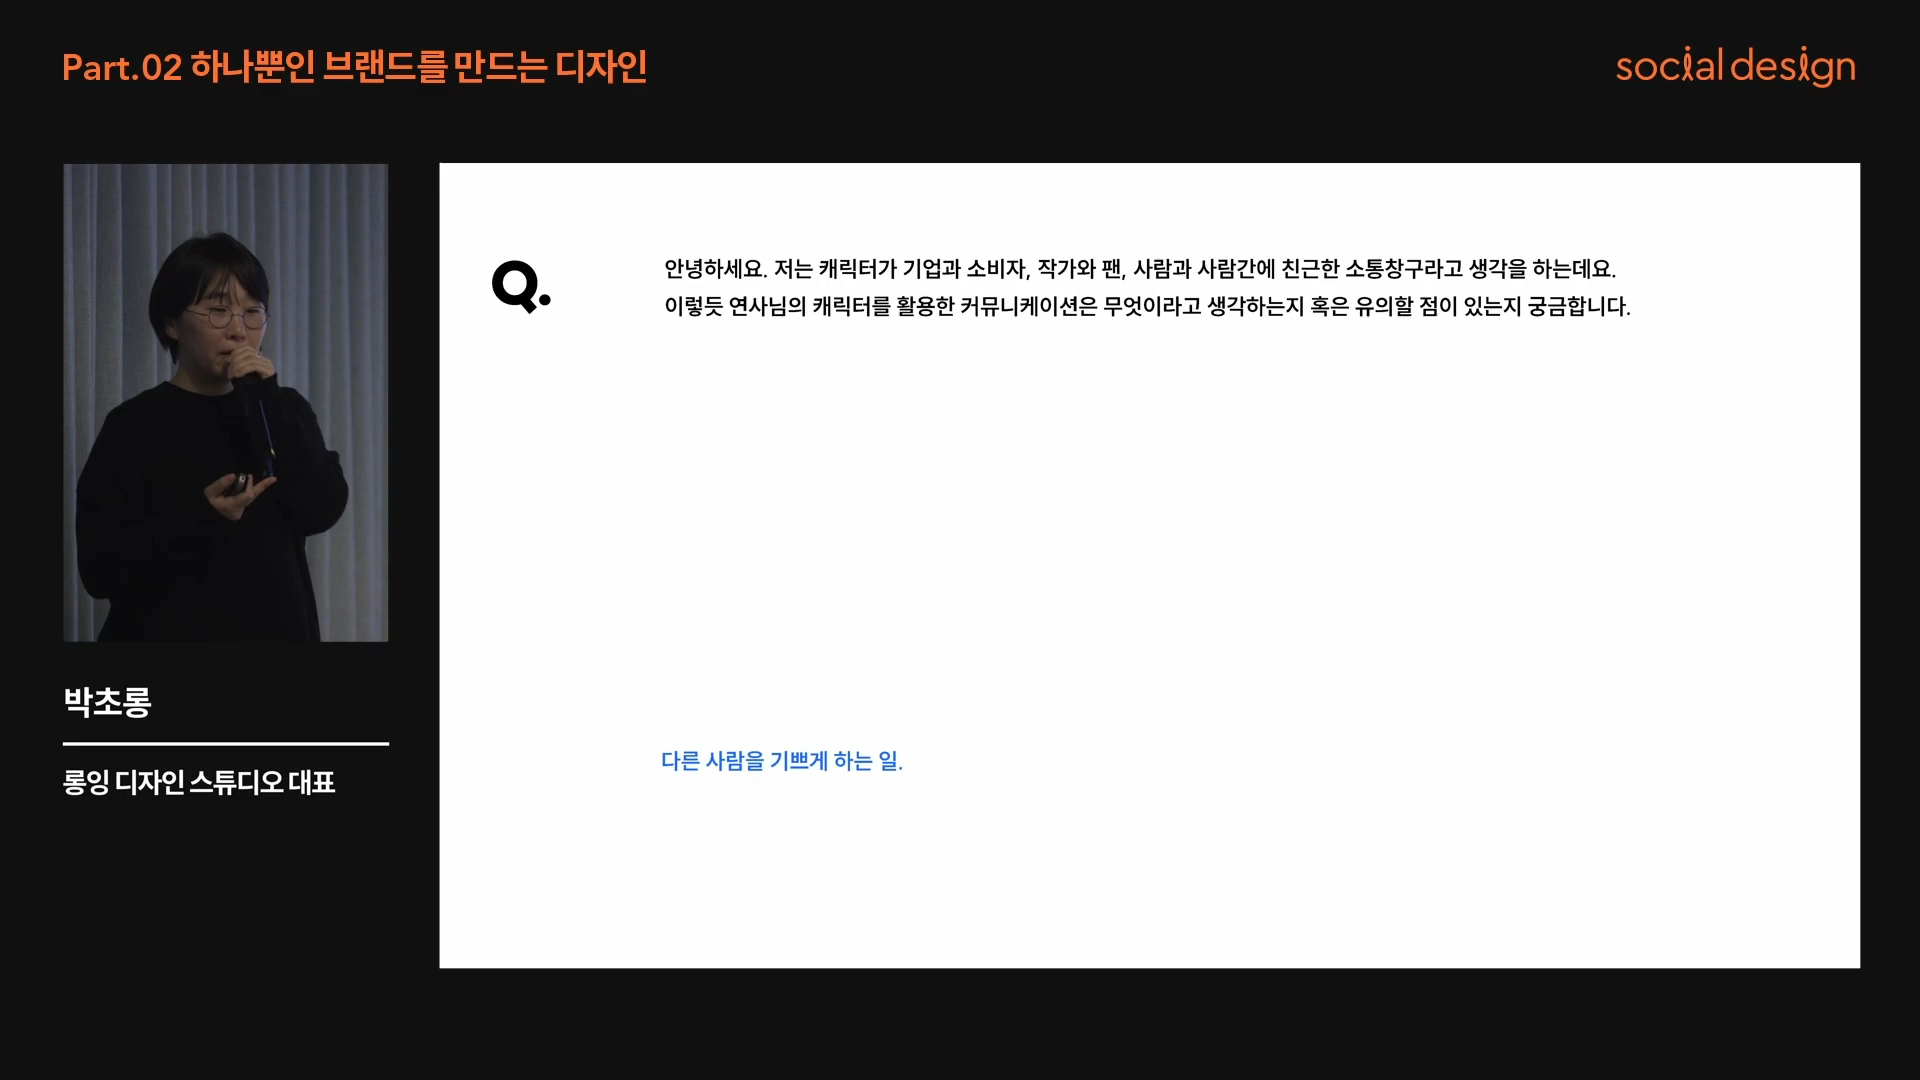 Part.02 하나뿐인 브랜드를 만드는 디자인
social design
Q.
안녕하세요. 저는 캐릭터가 기업과 소비자, 작가와 팬, 사람과 사람간에 친근한 소통창구라고 생각을 하는데요.
이렇듯 연사님의 캐릭터를 활용한 커뮤니케이션은 무엇이라고 생각하는지 혹은 유의할 점이 있는지 궁금합니다.
다른 사람을 기쁘게 하는 일.
박초롱
롱잉 디자인 스튜디오 대표